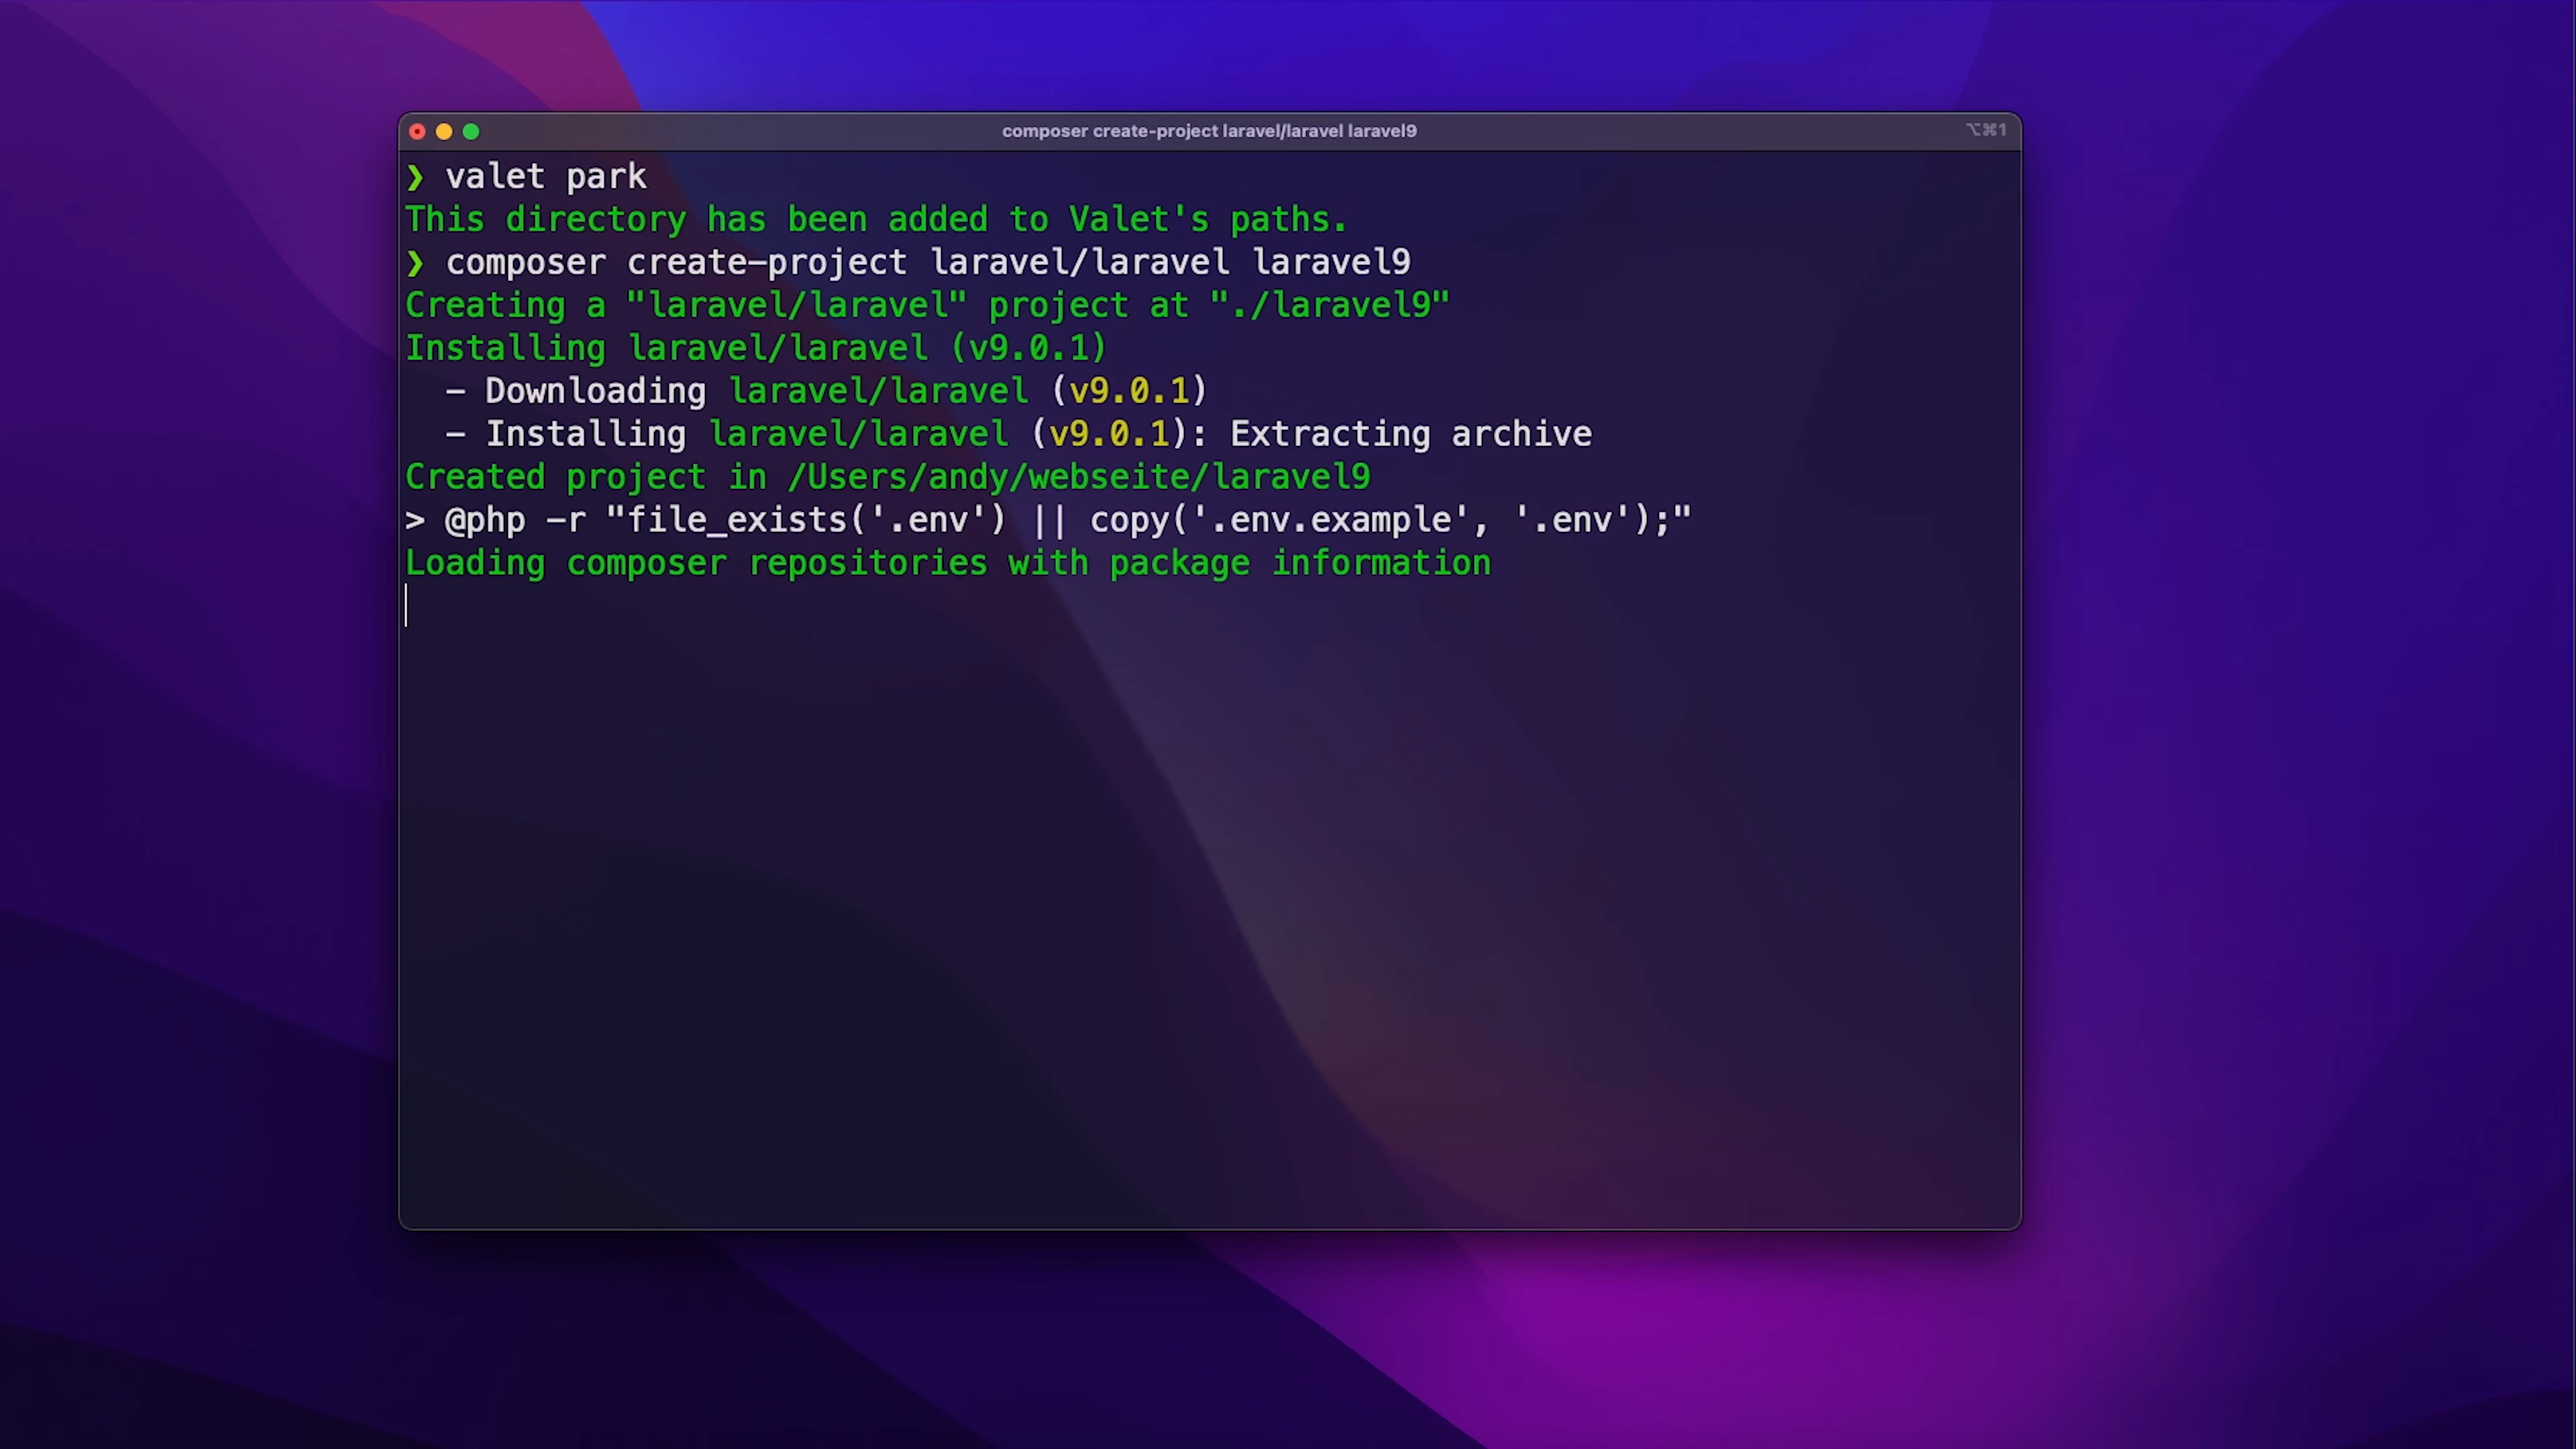 composer create-project laravel/laravel laravel9
⌥⌘1
❯ valet park
This directory has been added to Valet's paths.
❯ composer create-project laravel/laravel laravel9
Creating a "laravel/laravel" project at "./laravel9"
Installing laravel/laravel (v9.0.1)
  - Downloading laravel/laravel (v9.0.1)
  - Installing laravel/laravel (v9.0.1): Extracting archive
Created project in /Users/andy/webseite/laravel9
> @php -r "file_exists('.env') || copy('.env.example', '.env');"
Loading composer repositories with package information